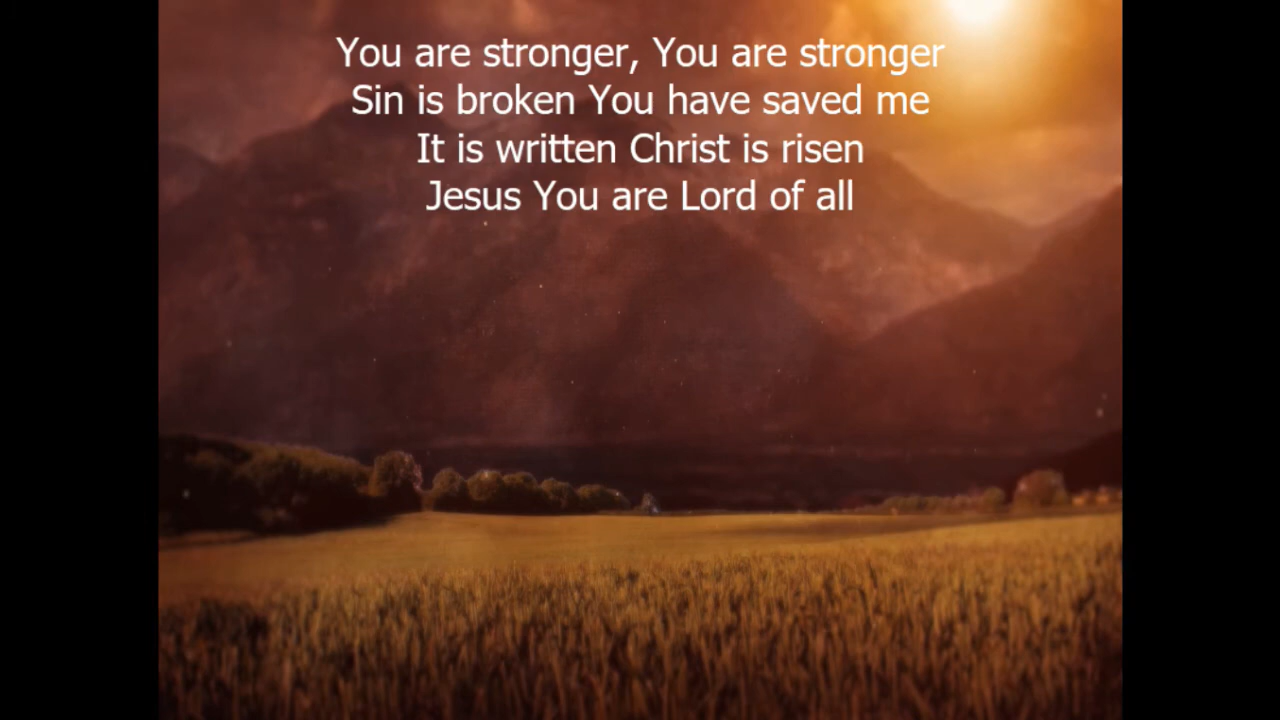 You are stronger, You are stronger
Sin is broken You have saved me
It is written Christ is risen
Jesus You are Lord of all